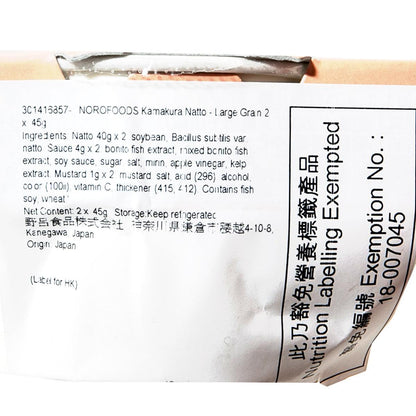 301416857- NOROFOODS Kamakura Natto - Large Grain 2
x 45g
Ingredients: Natto 40g x 2: soybean, Bacillus subtilis var.
natto. Sauce 4g x 2: bonito fish extract, mixed bonito fish
extract, soy sauce, sugar, salt, mirin, apple vinegar, kelp
extract. Mustard 1g x 2: mustard, salt, acid (296), alcohol,
color (100ii), vitamin C, thickener (415, 412). Contains fish,
soy, wheat.
Net Content: 2 x 45g Storage:Keep refrigerated
野呂食品株式会社 神奈川県鎌倉市腰越4-10-8,
Kanegawa, Japan
Origin: Japan
(Label for HK)
此乃豁免營養標籤產品
Nutrition Labelling Exempted
豁免編號 Exemption No. :
18-007045